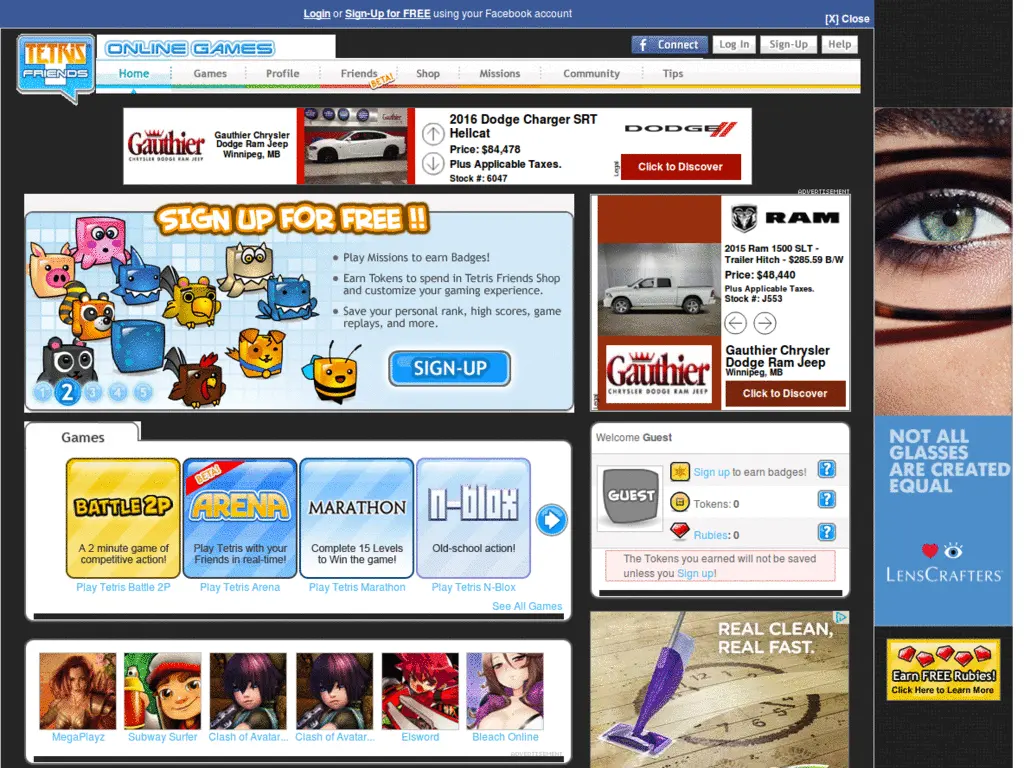 Login or Sign-Up for FREE using your Facebook account
[X] Close
TETRIS
FRIENDS
ONLINE GAMES
f Connect
Log In
Sign-Up
Help
Home
Games
Profile
Friends
BETA!
Shop
Missions
Community
Tips
Gauthier
CHRYSLER DODGE RAM JEEP
Gauthier Chrysler
Dodge Ram Jeep
Winnipeg, MB
2016 Dodge Charger SRT
Hellcat
Price: $84,478
Plus Applicable Taxes.
Stock #: 6047
DODGE
Legal
Click to Discover
ADVERTISEMENT
SIGN UP FOR FREE !!
Play Missions to earn Badges!
Earn Tokens to spend in Tetris Friends Shop
and customize your gaming experience.
Save your personal rank, high scores, game
replays, and more.
SIGN-UP
1 2 3 4 5
RAM
2015 Ram 1500 SLT -
Trailer Hitch - $285.59 B/W
Price: $48,440
Plus Applicable Taxes.
Stock #: J553
Gauthier
CHRYSLER DODGE RAM JEEP
Gauthier Chrysler
Dodge Ram Jeep
Winnipeg, MB
Legal
Click to Discover
NOT ALL
GLASSES
ARE CREATED
EQUAL
LENSCRAFTERS
Games
BATTLE 2P
A 2 minute game of
competitive action!
Play Tetris Battle 2P
BETA!
ARENA
Play Tetris with your
Friends in real-time!
Play Tetris Arena
MARATHON
Complete 15 Levels
to Win the game!
Play Tetris Marathon
n-blox
Old-school action!
Play Tetris N-Blox
See All Games
Welcome Guest
GUEST
Sign up to earn badges!
?
Tokens: 0
?
Rubies: 0
?
The Tokens you earned will not be saved
unless you Sign up!
REAL CLEAN,
REAL FAST.
Earn FREE Rubies!
Click Here to Learn More
MegaPlayz
Subway Surfer
Clash of Avatar...
Clash of Avatar...
Elsword
Bleach Online
ADVERTISEMENT